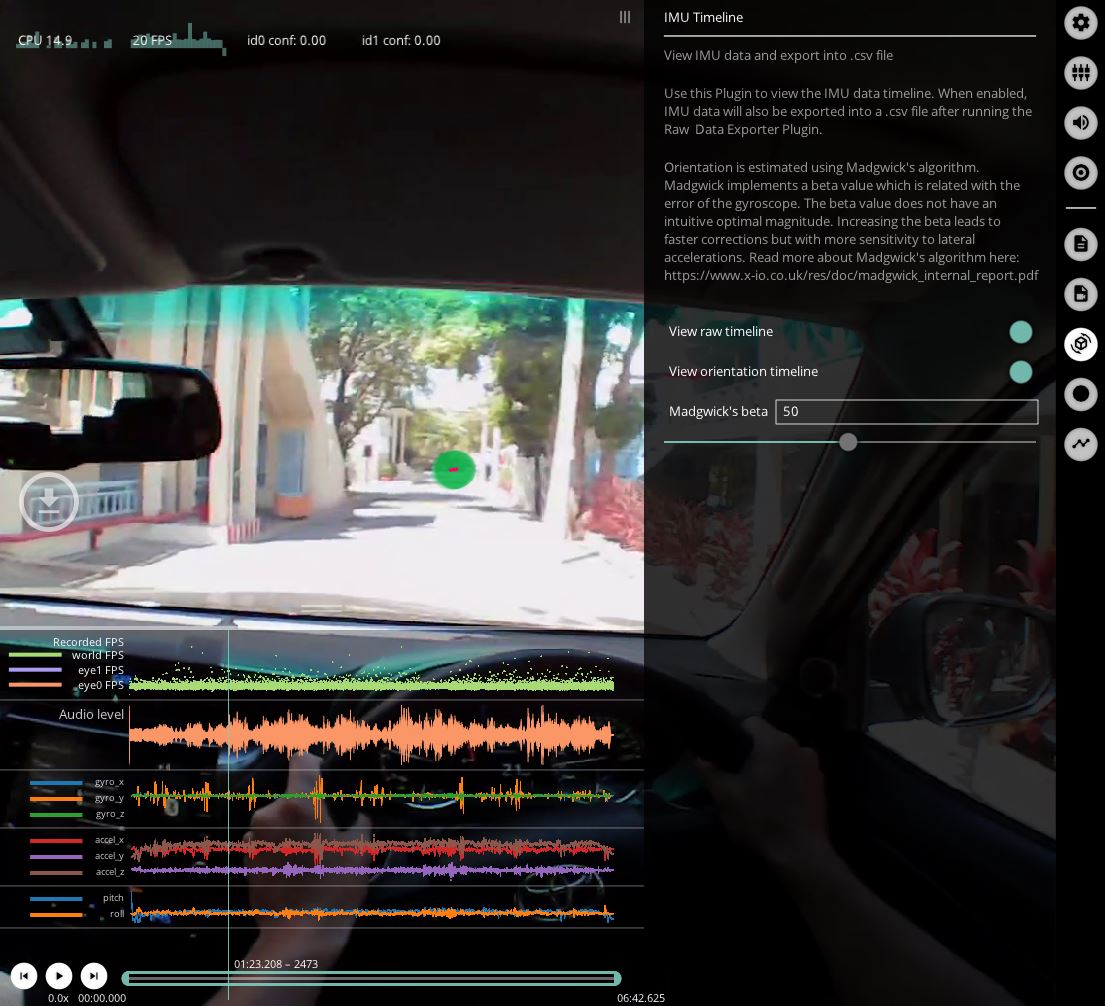 CPU 14.9 20 FPS id0 conf: 0.00 id1 conf: 0.00
IMU Timeline
View IMU data and export into .csv file
Use this Plugin to view the IMU data timeline. When enabled,
IMU data will also be exported into a .csv file after running the
Raw Data Exporter Plugin.
Orientation is estimated using Madgwick's algorithm.
Madgwick implements a beta value which is related with the
error of the gyroscope. The beta value does not have an
intuitive optimal magnitude. Increasing the beta leads to
faster corrections but with more sensitivity to lateral
accelerations. Read more about Madgwick's algorithm here:
https://www.x-io.co.uk/res/doc/madgwick_internal_report.pdf
View raw timeline
View orientation timeline
Madgwick's beta 50
Recorded FPS
world FPS
eye1 FPS
eye0 FPS
Audio level
gyro_x
gyro_y
gyro_z
accel_x
accel_y
accel_z
pitch
roll
01:23.208 – 2473
0.0x 00:00.000 06:42.625